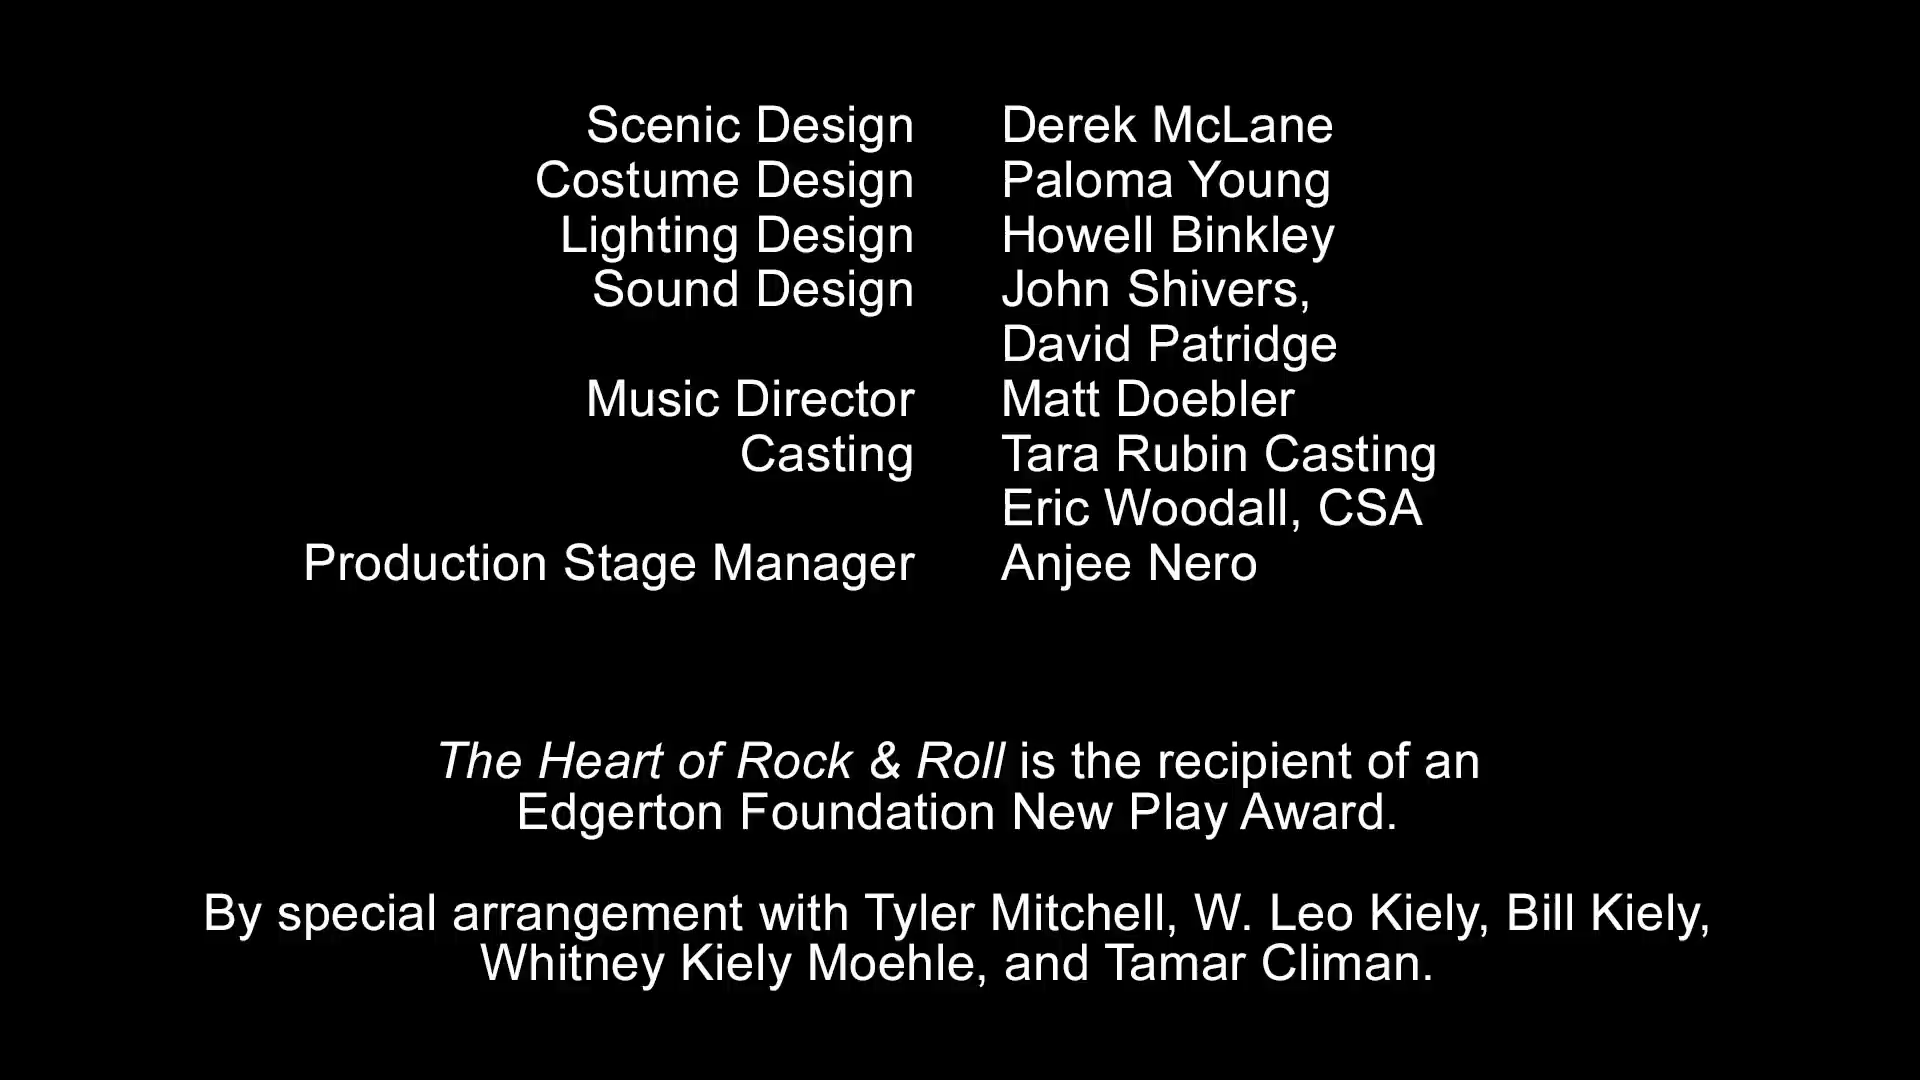 Scenic Design Derek McLane
Costume Design Paloma Young
Lighting Design Howell Binkley
Sound Design John Shivers,
David Patridge
Music Director Matt Doebler
Casting Tara Rubin Casting
Eric Woodall, CSA
Production Stage Manager Anjee Nero
The Heart of Rock & Roll is the recipient of an
Edgerton Foundation New Play Award.
By special arrangement with Tyler Mitchell, W. Leo Kiely, Bill Kiely,
Whitney Kiely Moehle, and Tamar Climan.